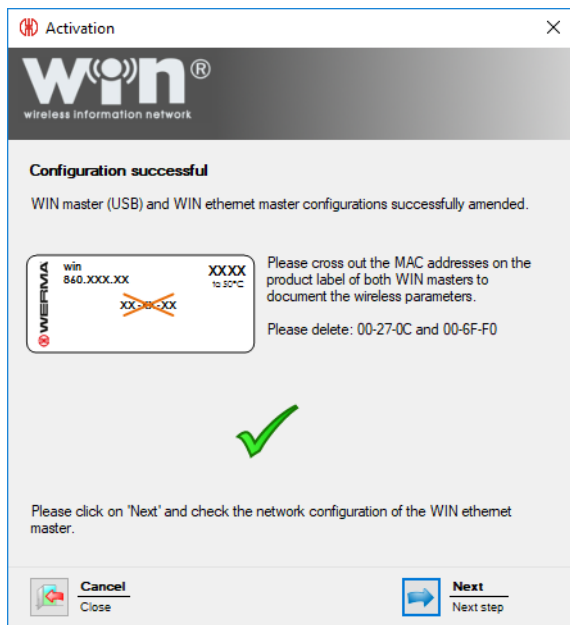 Activation
win®
wireless information network
Configuration successful
WIN master (USB) and WIN ethernet master configurations successfully amended.
WERMA
win
860.XXX.XX
XXXX
to 50°C
XX-XX-XX
Please cross out the MAC addresses on the
product label of both WIN masters to
document the wireless parameters.
Please delete: 00-27-0C and 00-6F-F0
Please click on 'Next' and check the network configuration of the WIN ethernet
master.
Cancel
Close
Next
Next step